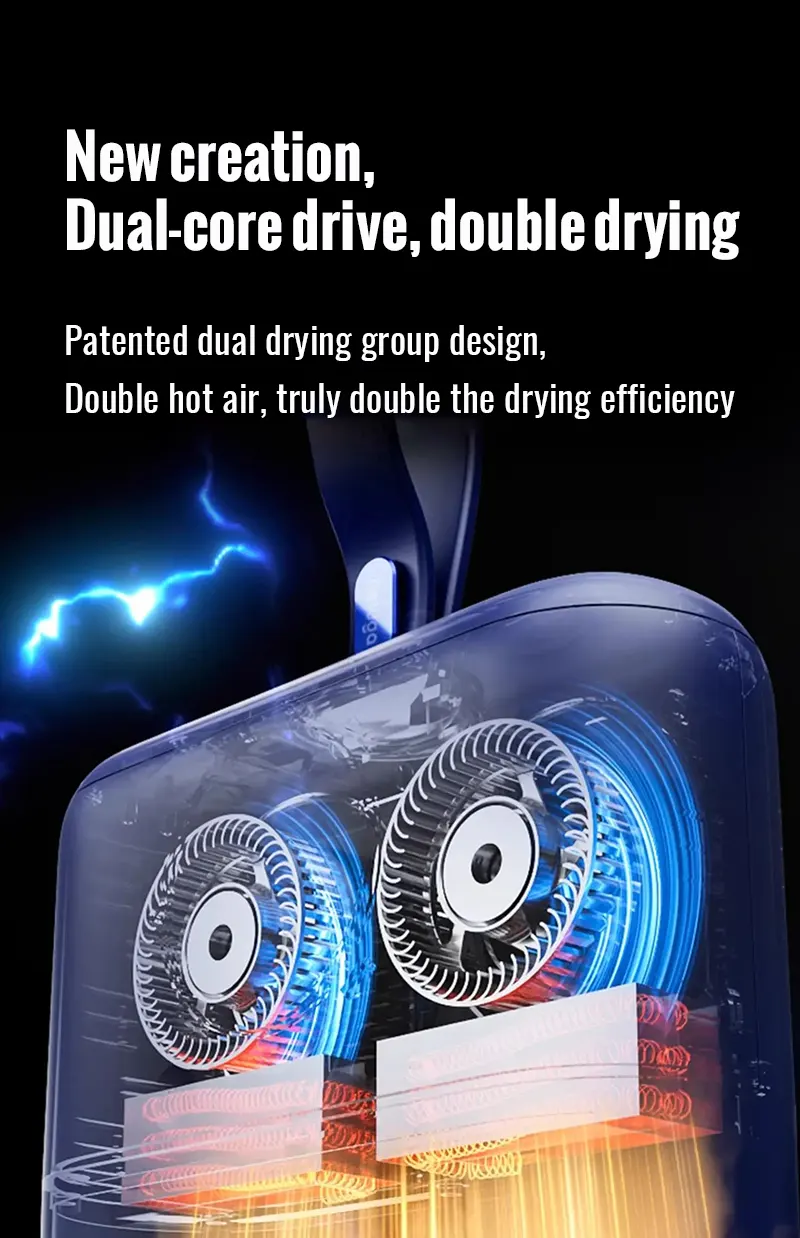 New creation,
Dual-core drive, double drying
Patented dual drying group design,
Double hot air, truly double the drying efficiency